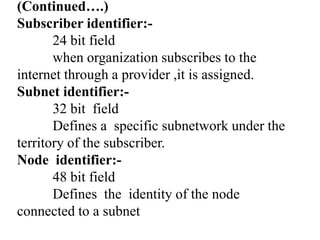 (Continued….)
Subscriber identifier:-
24 bit field
when organization subscribes to the
internet through a provider ,it is assigned.
Subnet identifier:-
32 bit field
Defines a specific subnetwork under the
territory of the subscriber.
Node identifier:-
48 bit field
Defines the identity of the node
connected to a subnet